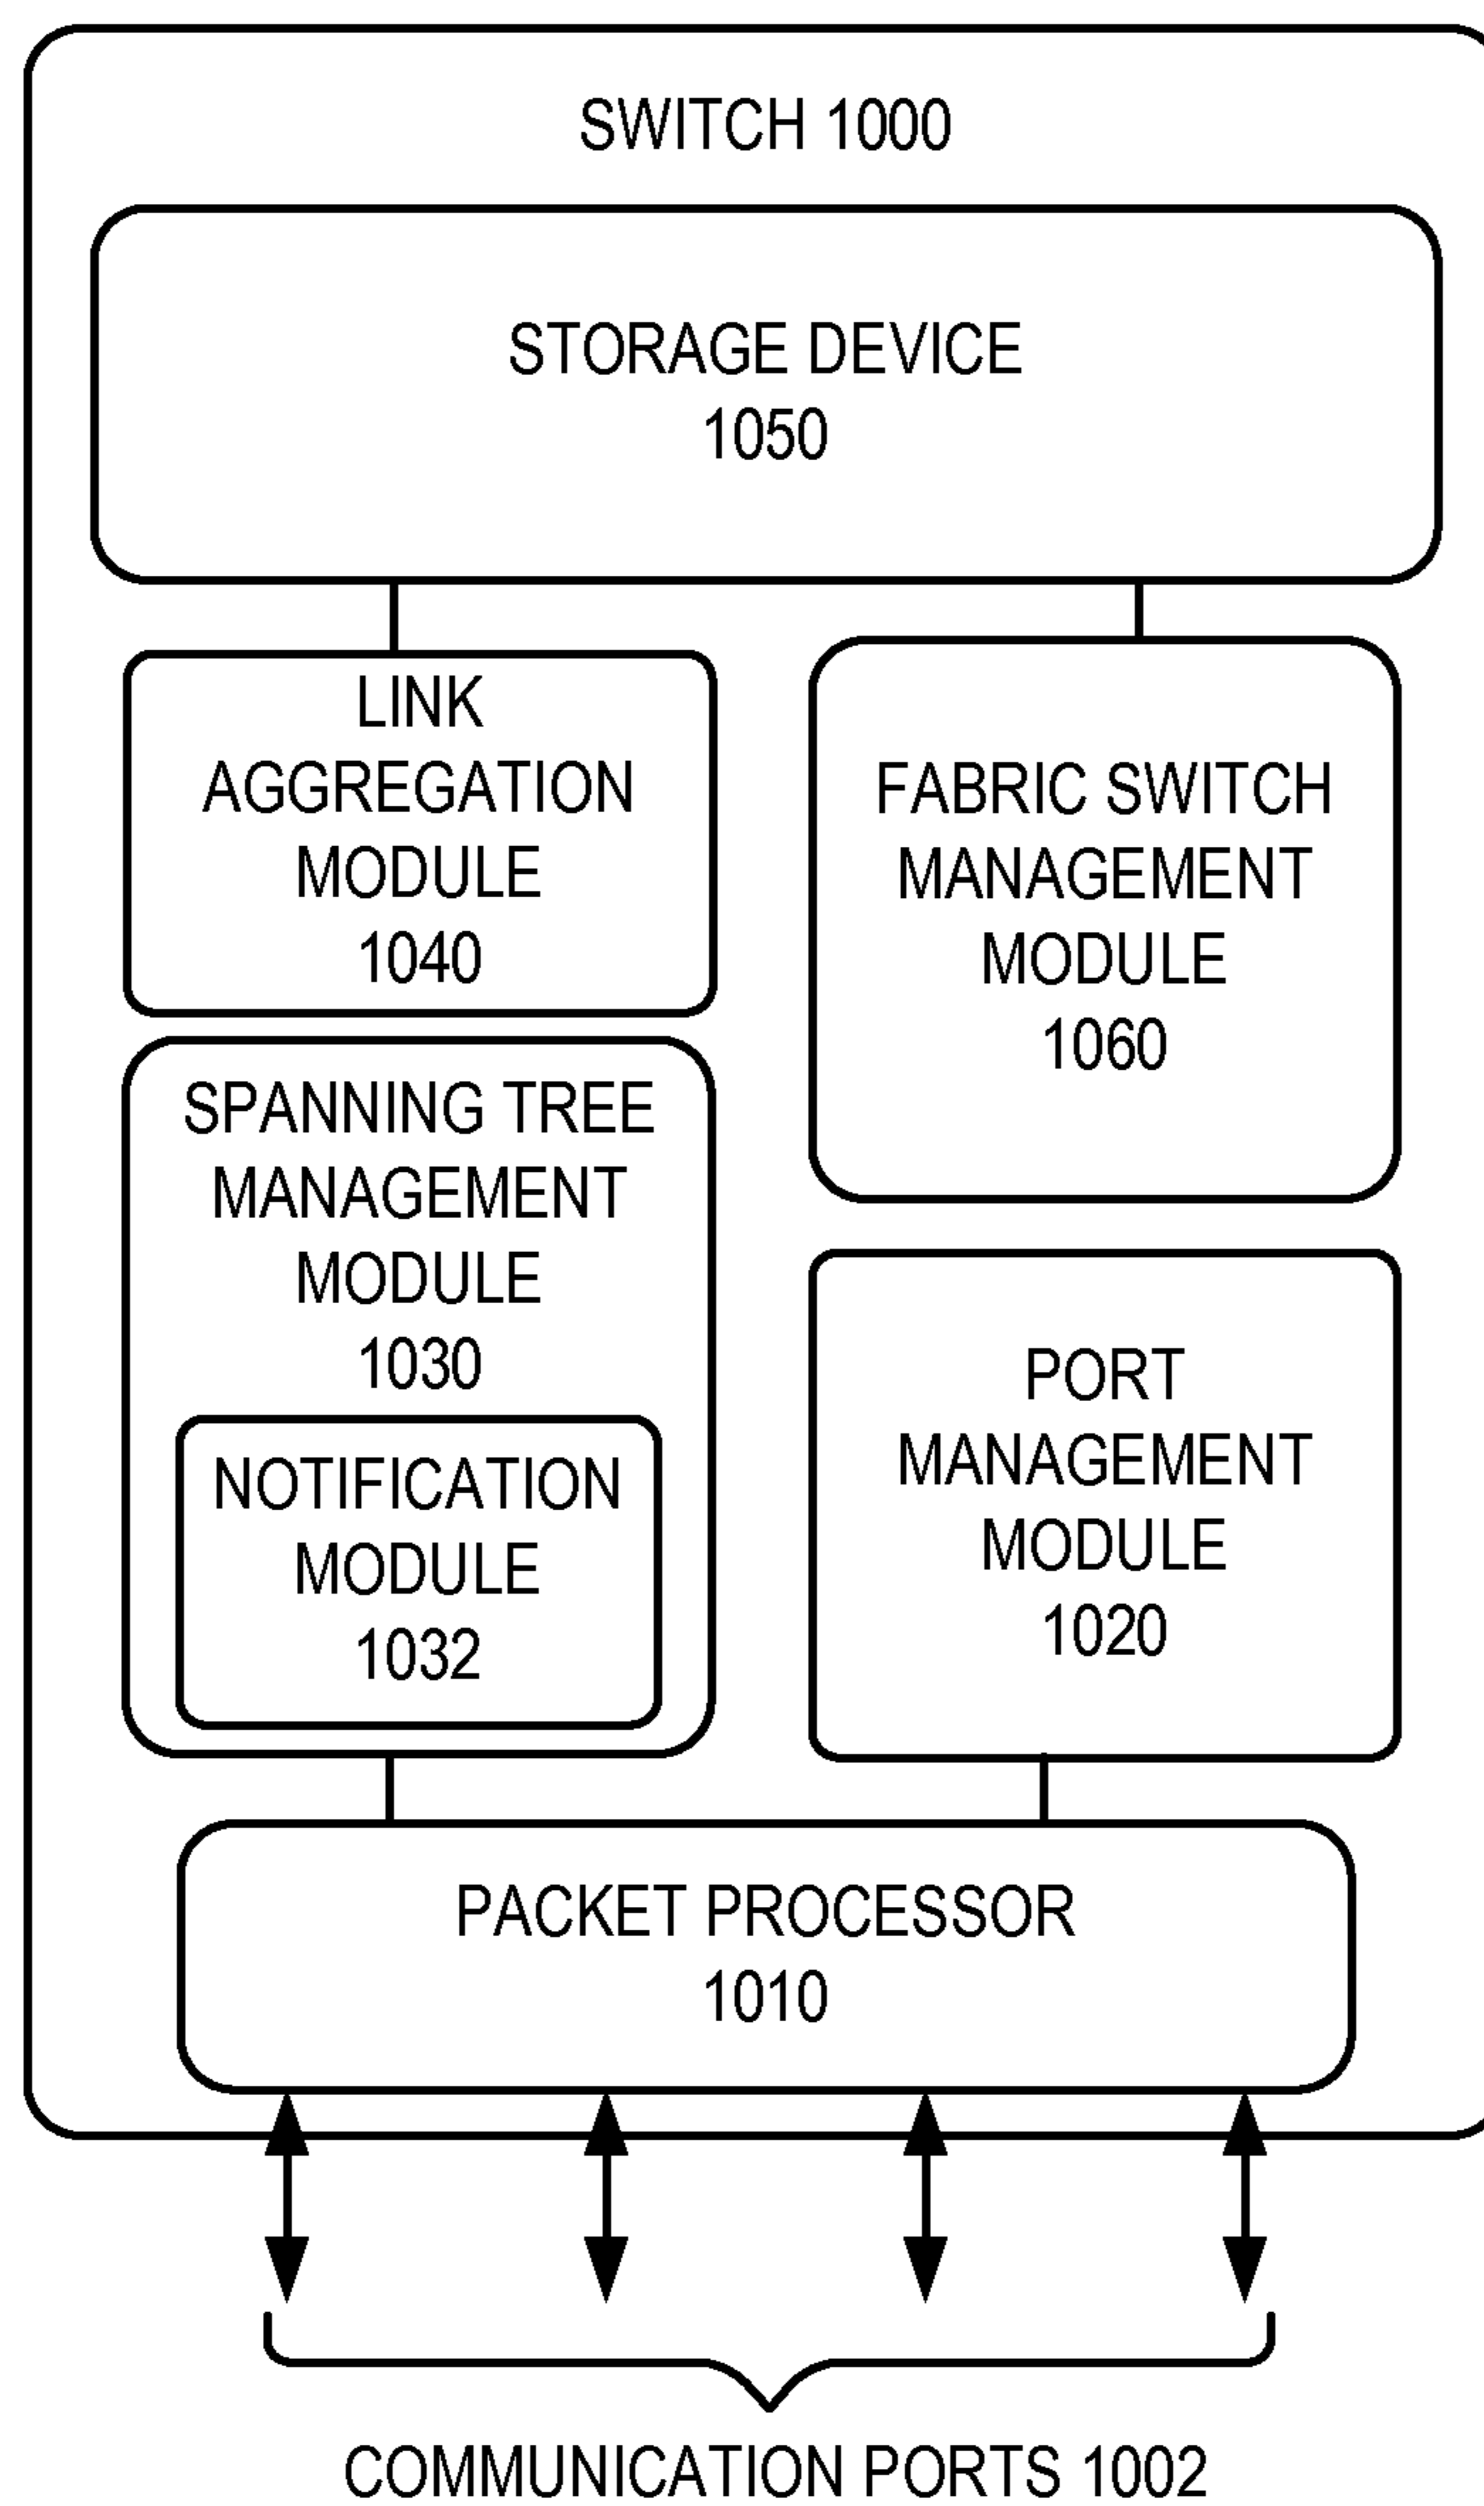 SWITCH 1000
STORAGE DEVICE
1050
LINK
AGGREGATION
MODULE
1040
FABRIC SWITCH
MANAGEMENT
MODULE
1060
SPANNING TREE
MANAGEMENT
MODULE
1030
NOTIFICATION
MODULE
1032
PORT
MANAGEMENT
MODULE
1020
PACKET PROCESSOR
1010
COMMUNICATION PORTS 1002